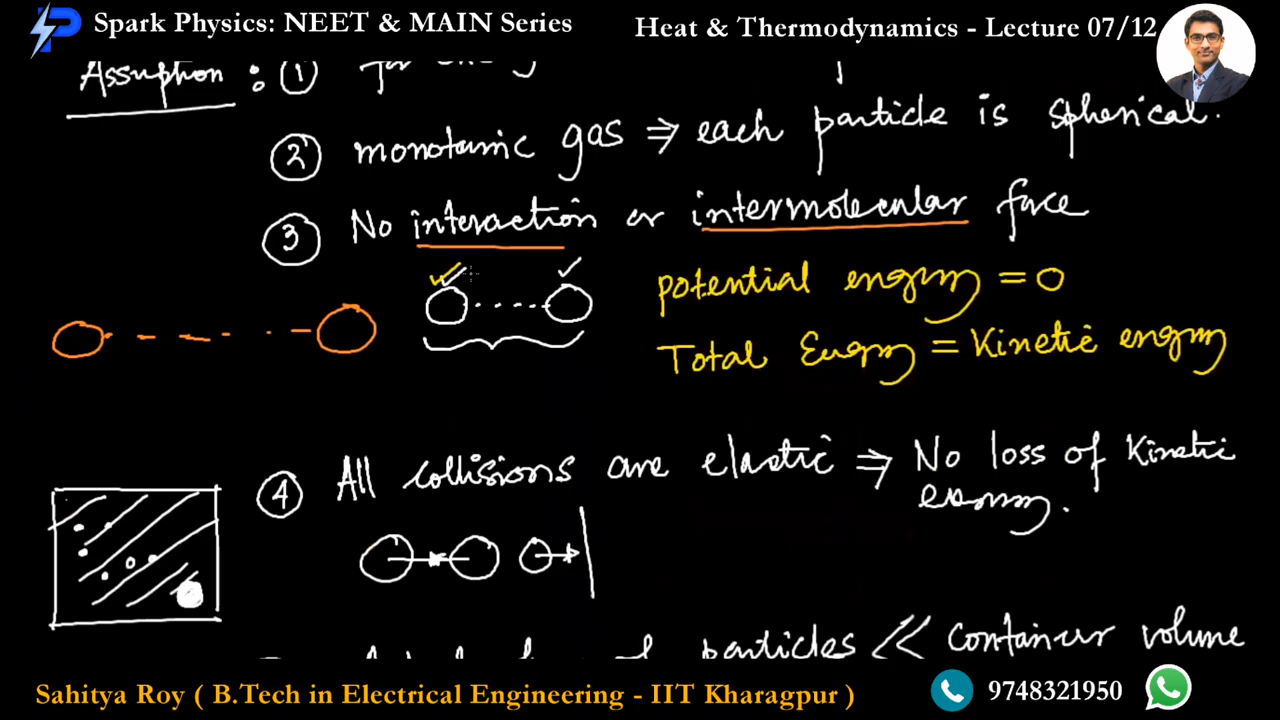 Spark Physics: NEET & MAIN Series
Heat & Thermodynamics - Lecture 07/12
Assuption : ①
② monotamic gas ⇒ each particle is spherical.
③ No interaction or intermolecular force
potential energy = 0
Total Energy = Kinetic energy
④ All collisions are elastic ⇒ No loss of Kinetic
energy.
particles << container volume
Sahitya Roy ( B.Tech in Electrical Engineering - IIT Kharagpur )
9748321950